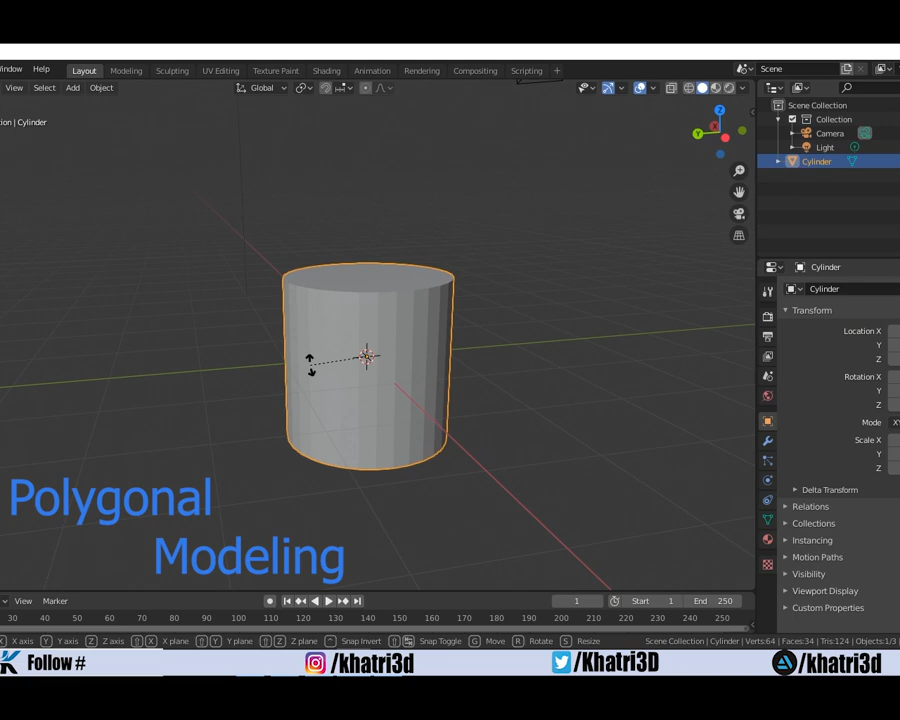 Window Help Layout Modeling Sculpting UV Editing Texture Paint Shading Animation Rendering Compositing Scripting + Scene
View Select Add Object Global
Scene Collection
ion | Cylinder
Collection
Z
Camera
Y X
Light
Cylinder
Cylinder
Cylinder
Transform
Location X
Y
Z
Rotation X
Y
Z
Mode XY
Scale X
Y
Z
Delta Transform
Relations
Collections
Instancing
Motion Paths
Visibility
Viewport Display
Custom Properties
Polygonal
Modeling
View Marker 1 Start 1 End 250
30 40 50 60 70 80 90 100 110 120 130 140 150 160 170 180 190 200 210 220 230 240 250
X X axis Y Y axis Z Z axis X X plane Y Y plane Z Z plane Snap Invert Snap Toggle G Move R Rotate S Resize Scene Collection | Cylinder | Verts:64 | Faces:34 | Tris:124 | Objects:1/3
K Follow # /khatri3d /Khatri3D /khatri3d